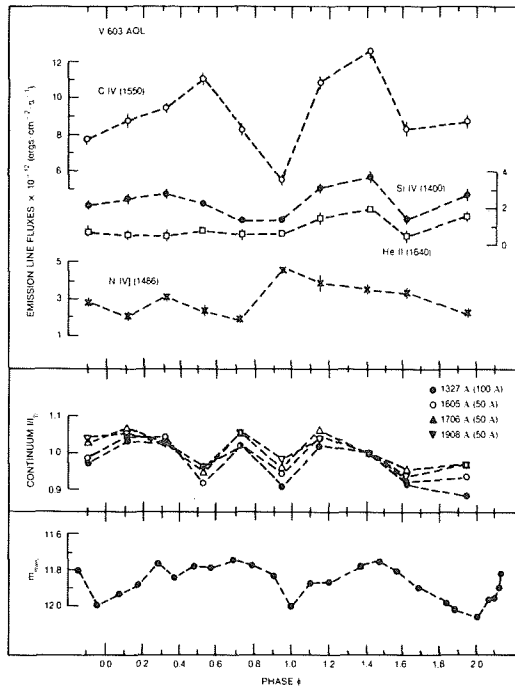 V 603 AQL
C IV (1550)
12
10
8
6
Si IV (1400)
4
2
0
He II (1640)
N IV] (1486)
5
3
1
EMISSION LINE FLUXES × 10⁻¹² (ergs cm⁻² s⁻¹)
1327 Å (100 Å)
1605 Å (50 Å)
1706 Å (50 Å)
1908 Å (50 Å)
1.1
1.0
0.9
CONTINUUM
11.6
11.8
12.0
0.0 0.2 0.4 0.6 0.8 1.0 1.2 1.4 1.6 1.8 2.0
PHASE ϕ